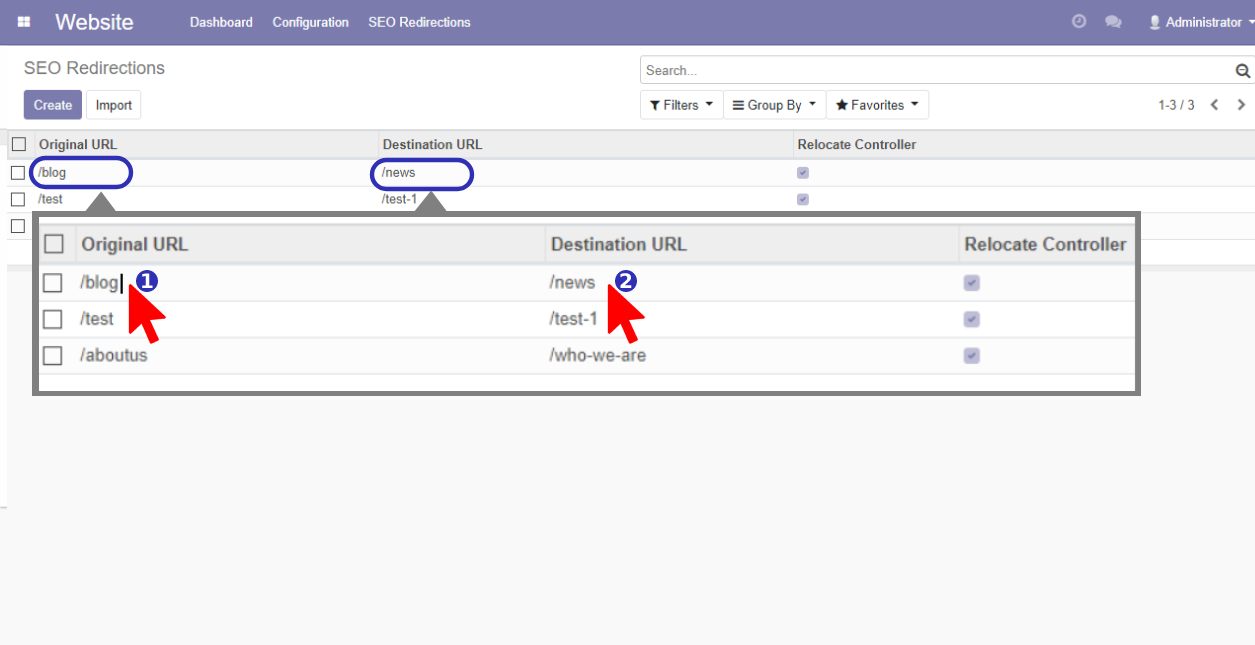 Website Dashboard Configuration SEO Redirections Administrator
SEO Redirections
Search...
Create Import Filters Group By Favorites 1-3 / 3
Original URL Destination URL Relocate Controller
/blog /news
/test /test-1
Original URL Destination URL Relocate Controller
/blog 1 /news 2
/test /test-1
/aboutus /who-we-are